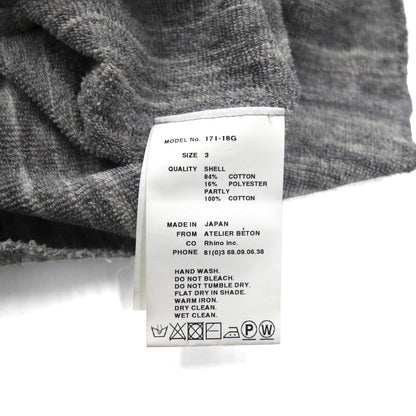 MODEL No. 171-18G
SIZE 3
QUALITY SHELL
84% COTTON
16% POLYESTER
PARTLY
100% COTTON
MADE IN JAPAN
FROM ATELIER BÉTON
CO Rhino inc.
PHONE 81(0)3 68.09.06.38
HAND WASH.
DO NOT BLEACH.
DO NOT TUMBLE DRY.
FLAT DRY IN SHADE.
WARM IRON.
DRY CLEAN.
WET CLEAN.
P W